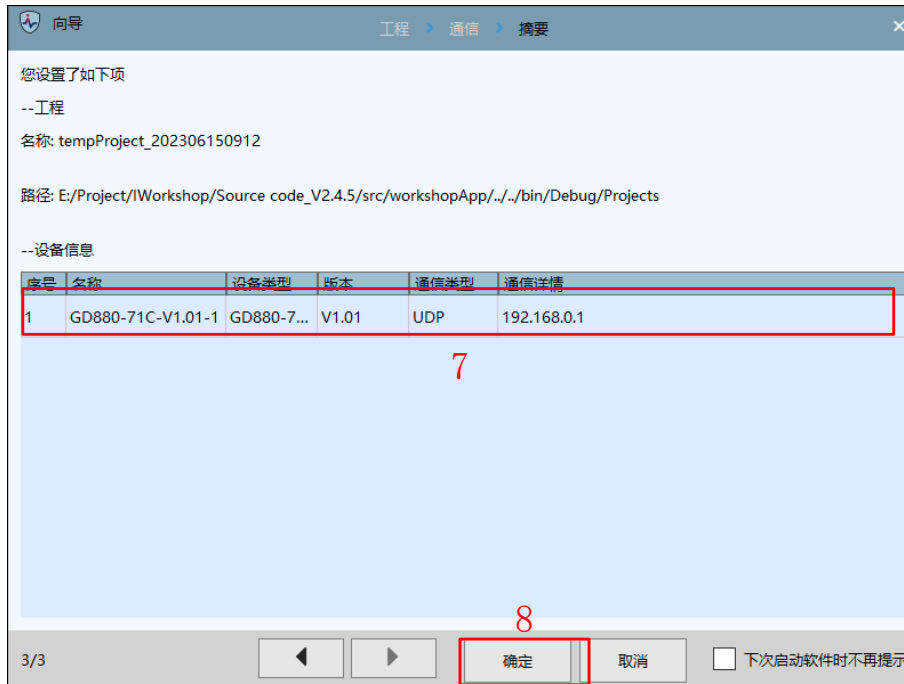 向导
工程 > 通信 > 摘要
您设置了如下项
--工程
名称: tempProject_202306150912
路径: E:/Project/IWorkshop/Source code_V2.4.5/src/workshopApp/../../bin/Debug/Projects
--设备信息
序号 名称 设备类型 版本 通信类型 通信详情
1 GD880-71C-V1.01-1 GD880-7... V1.01 UDP 192.168.0.1
7
8
3/3 确定 取消 下次启动软件时不再提示